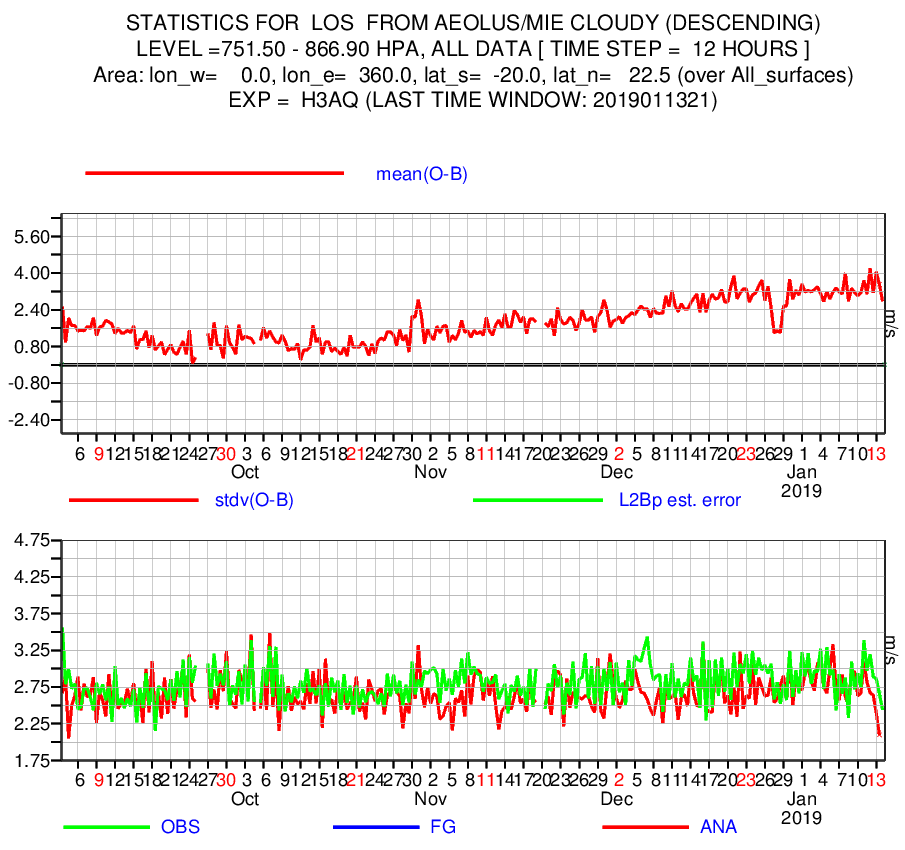 STATISTICS FOR LOS FROM AEOLUS/MIE CLOUDY (DESCENDING)
LEVEL =751.50 - 866.90 HPA, ALL DATA [ TIME STEP = 12 HOURS ]
Area: lon_w= 0.0, lon_e= 360.0, lat_s= -20.0, lat_n= 22.5 (over All_surfaces)
EXP = H3AQ (LAST TIME WINDOW: 2019011321)
mean(O-B)
5.60
4.00
2.40
0.80
-0.80
-2.40
m/s
6 9 12 15 18 21 24 27 30 3 6 9 12 15 18 21 24 27 30 2 5 8 11 14 17 20 23 26 29 2 5 8 11 14 17 20 23 26 29 1 4 7 10 13
Oct Nov Dec Jan
2019
stdv(O-B) L2Bp est. error
4.75
4.25
3.75
3.25
2.75
2.25
1.75
m/s
6 9 12 15 18 21 24 27 30 3 6 9 12 15 18 21 24 27 30 2 5 8 11 14 17 20 23 26 29 2 5 8 11 14 17 20 23 26 29 1 4 7 10 13
Oct Nov Dec Jan
2019
OBS FG ANA